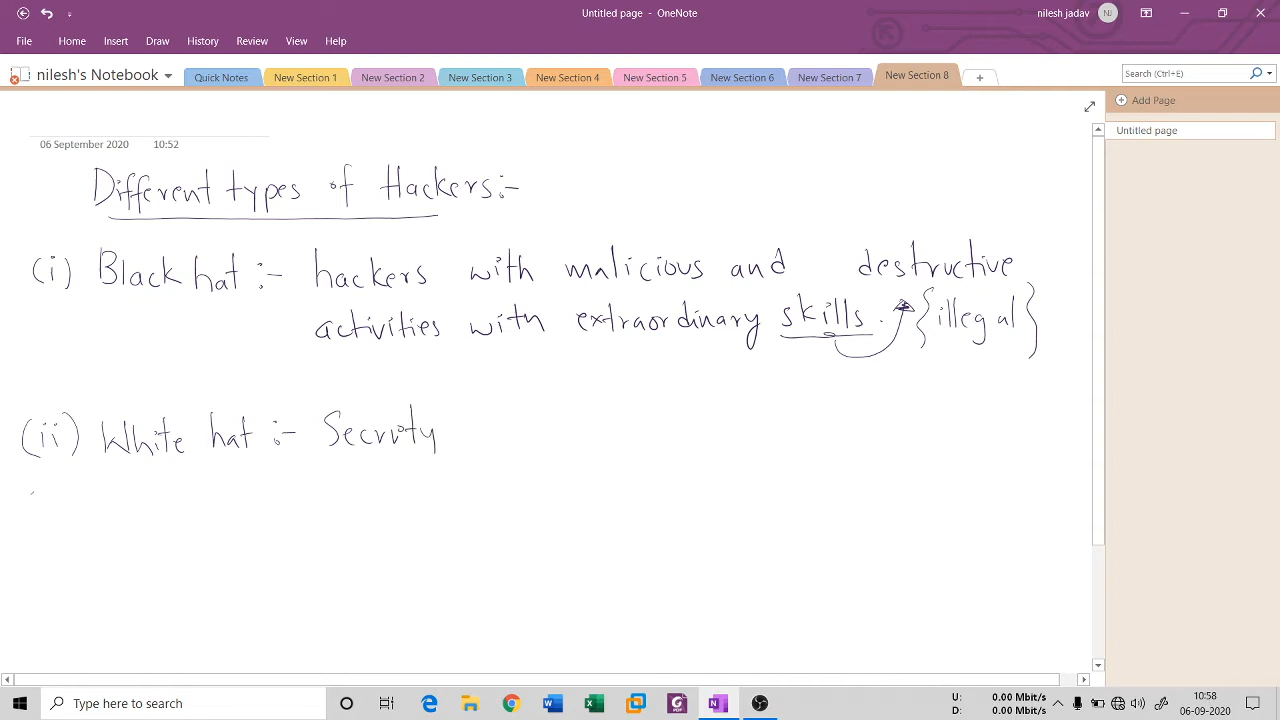 Untitled page - OneNote
nilesh jadav NJ
File Home Insert Draw History Review View Help
nilesh's Notebook Quick Notes New Section 1 New Section 2 New Section 3 New Section 4 New Section 5 New Section 6 New Section 7 New Section 8 + Search (Ctrl+E)
Add Page
Untitled page
06 September 2020 10:52
Different types of Hackers:-
(i) Black hat :- hackers with malicious and destructive
activities with extraordinary skills. {illegal}
(ii) White hat :- Secruty
Type here to search
U: 0.00 Mbit/s
D: 0.00 Mbit/s
10:58
06-09-2020